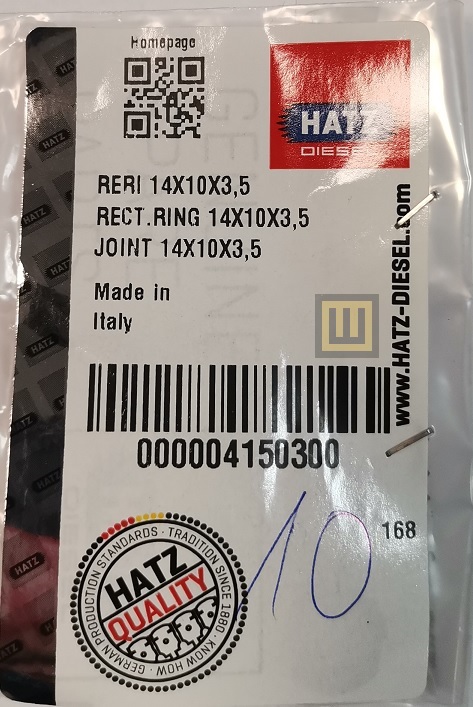 Homepage
HATZ
DIESEL
RERI 14X10X3,5
RECT.RING 14X10X3,5
JOINT 14X10X3,5
Made in
Italy
www.HATZ-DIESEL.com
000004150300
10
168
GERMAN PRODUCTION STANDARDS · TRADITION SINCE 1880 · KNOW HOW ·
HATZ
QUALITY